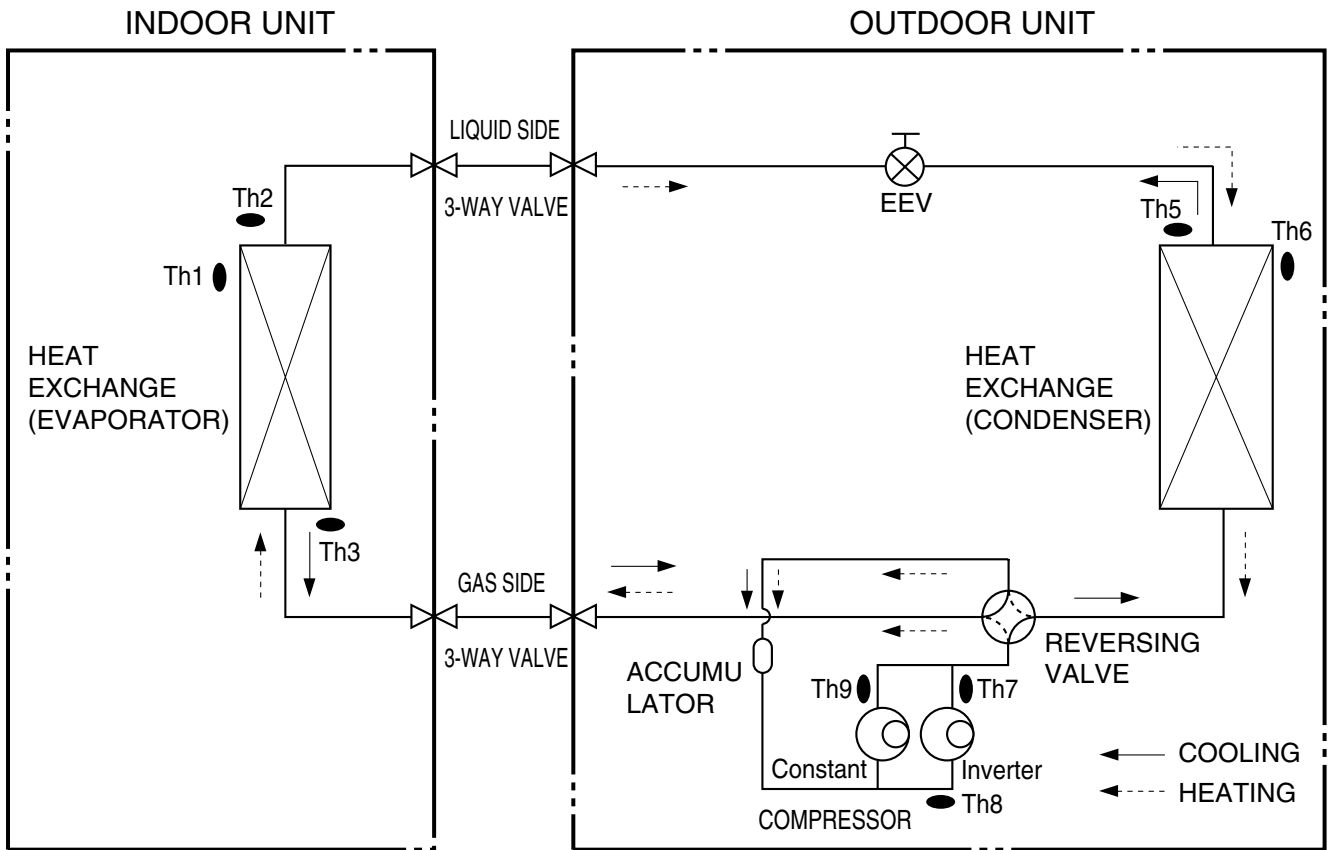 INDOOR UNIT
OUTDOOR UNIT
LIQUID SIDE
3-WAY VALVE
EEV
Th2
Th1
Th5
Th6
HEAT
EXCHANGE
(EVAPORATOR)
HEAT
EXCHANGE
(CONDENSER)
Th3
GAS SIDE
3-WAY VALVE
ACCUMU
LATOR
REVERSING
VALVE
Th9
Th7
Constant
Inverter
Th8
COMPRESSOR
COOLING
HEATING